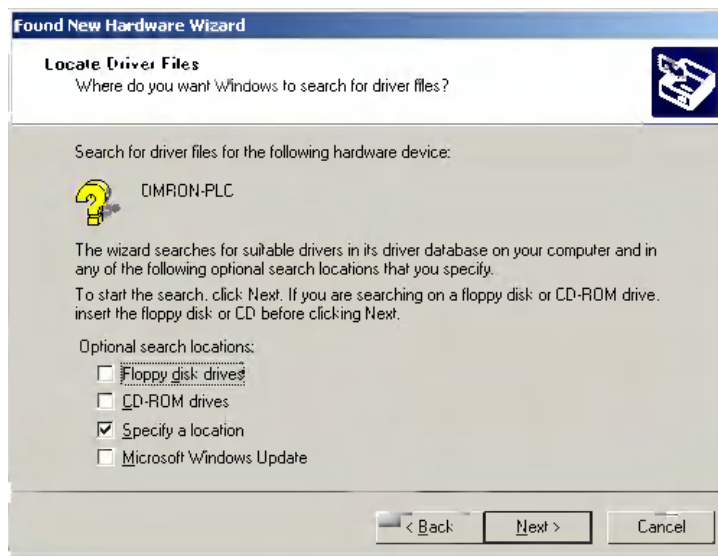 Found New Hardware Wizard
Locate Driver Files
Where do you want Windows to search for driver files?
Search for driver files for the following hardware device:
OMRON-PLC
The wizard searches for suitable drivers in its driver database on your computer and in
any of the following optional search locations that you specify.
To start the search, click Next. If you are searching on a floppy disk or CD-ROM drive,
insert the floppy disk or CD before clicking Next.
Optional search locations:
Floppy disk drives
CD-ROM drives
Specify a location
Microsoft Windows Update
< Back Next > Cancel